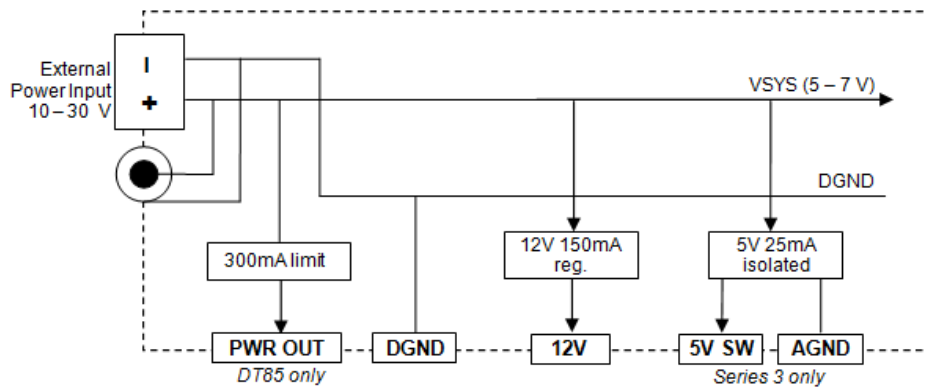 External
Power Input
10 – 30 V
I
+
VSYS (5 – 7 V)
DGND
300mA limit
12V 150mA
reg.
5V 25mA
isolated
PWR OUT
DGND
12V
5V SW
AGND
DT85 only
Series 3 only